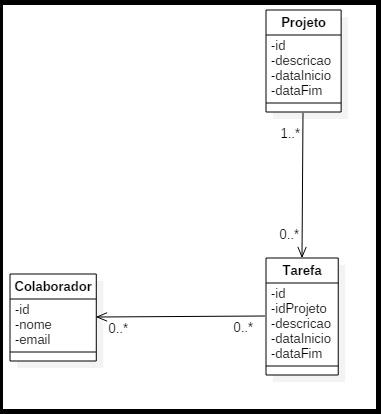 Projeto
-id
-descricao
-dataInicio
-dataFim
1..*
0..*
Tarefa
-id
-idProjeto
-descricao
-dataInicio
-dataFim
Colaborador
-id
-nome
-email
0..*
0..*